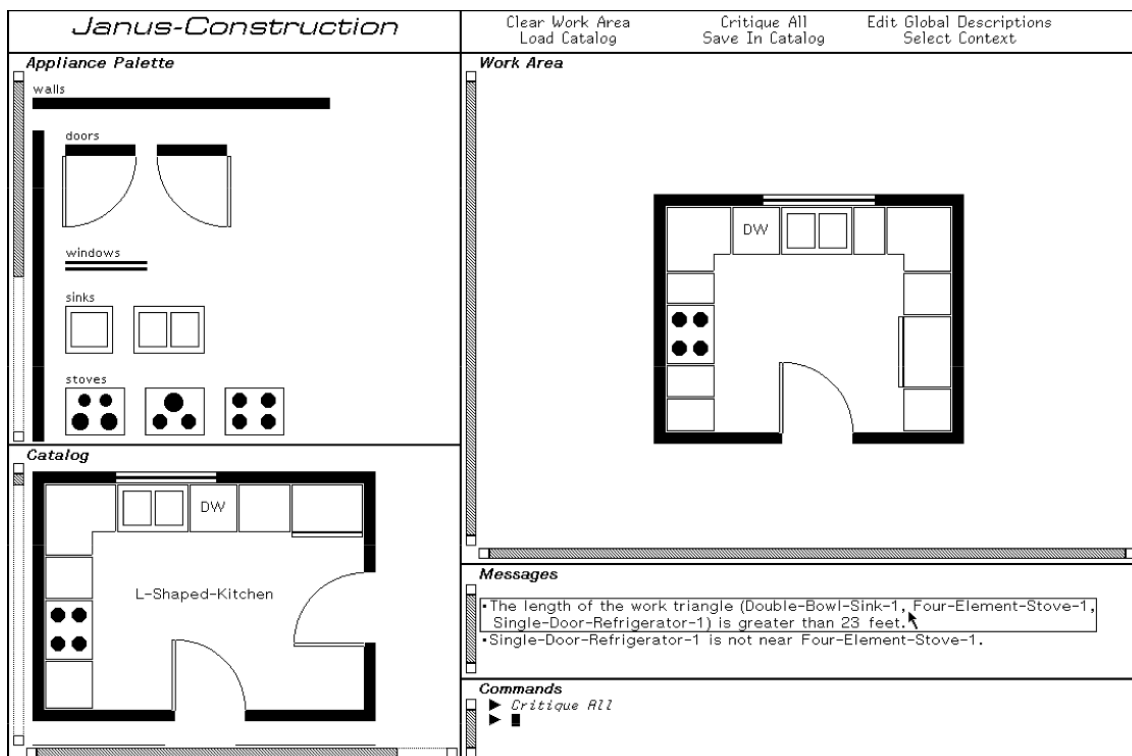 Janus-Construction
Clear Work Area Critique All Edit Global Descriptions
Load Catalog Save In Catalog Select Context
Appliance Palette
walls
doors
windows
sinks
stoves
Catalog
DW
L-Shaped-Kitchen
Work Area
DW
Messages
•The length of the work triangle (Double-Bowl-Sink-1, Four-Element-Stove-1,
Single-Door-Refrigerator-1) is greater than 23 feet.
•Single-Door-Refrigerator-1 is not near Four-Element-Stove-1.
Commands
▶ Critique All
▶